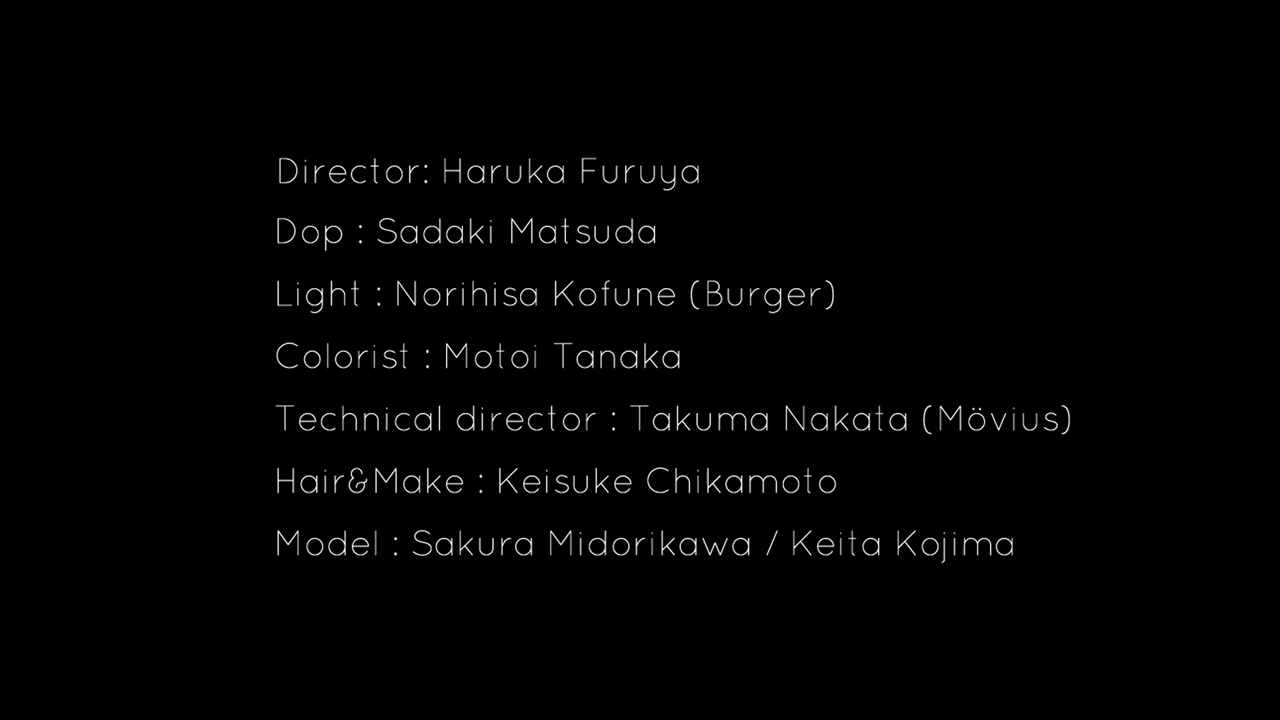 Director: Haruka Furuya
Dop : Sadaki Matsuda
Light : Norihisa Kofune (Burger)
Colorist : Motoi Tanaka
Technical director : Takuma Nakata (Mövius)
Hair&Make : Keisuke Chikamoto
Model : Sakura Midorikawa / Keita Kojima